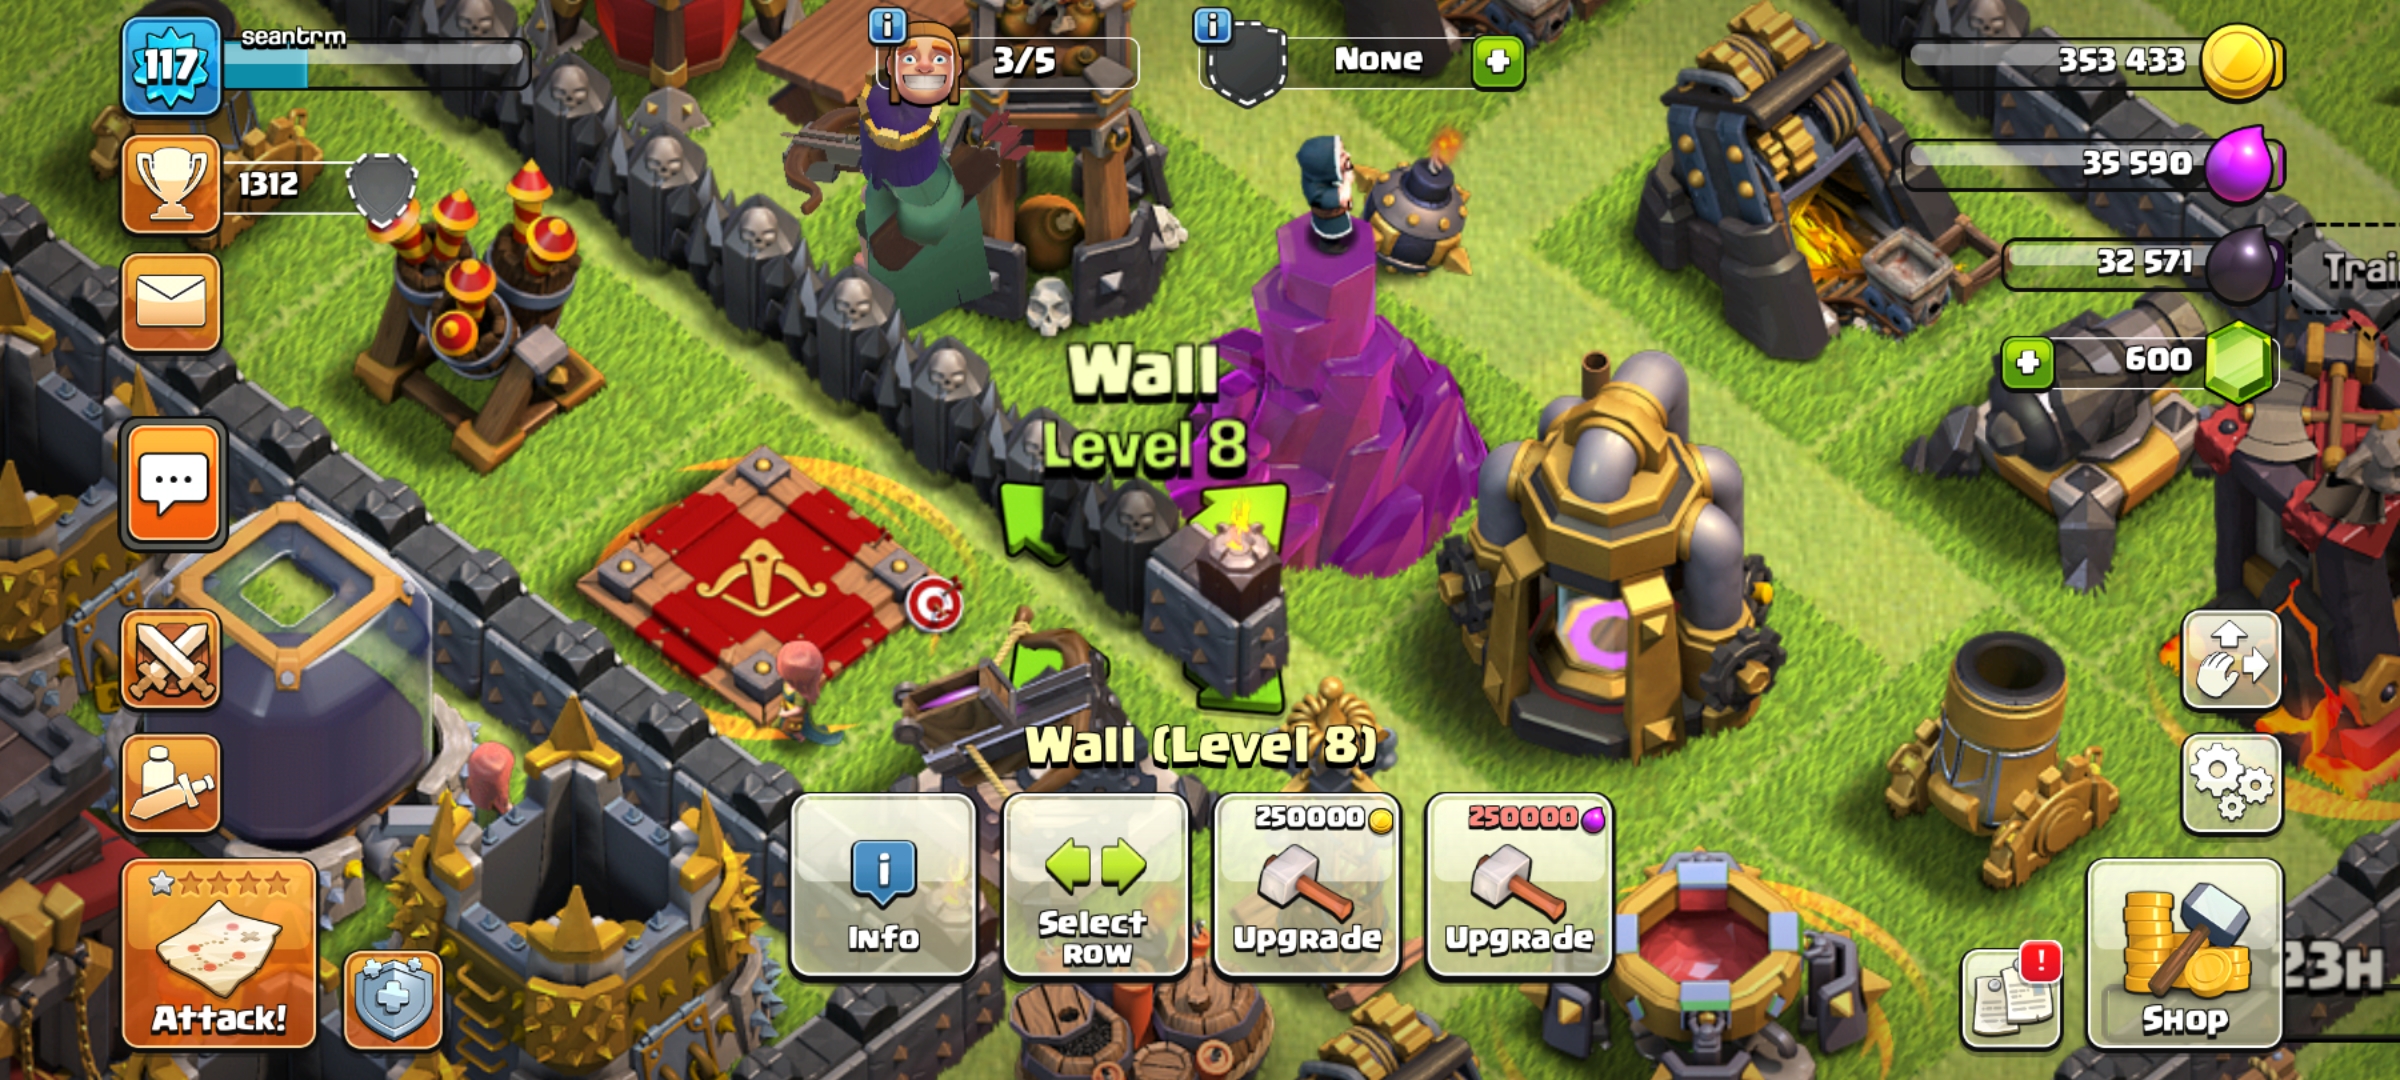 117
seantrm
3/5
None
353 433
1312
35 590
32 571
Trai
600
Wall
Level 8
Wall (Level 8)
Info
Select
Row
250000
Upgrade
250000
Upgrade
Attack!
!
Shop
23H